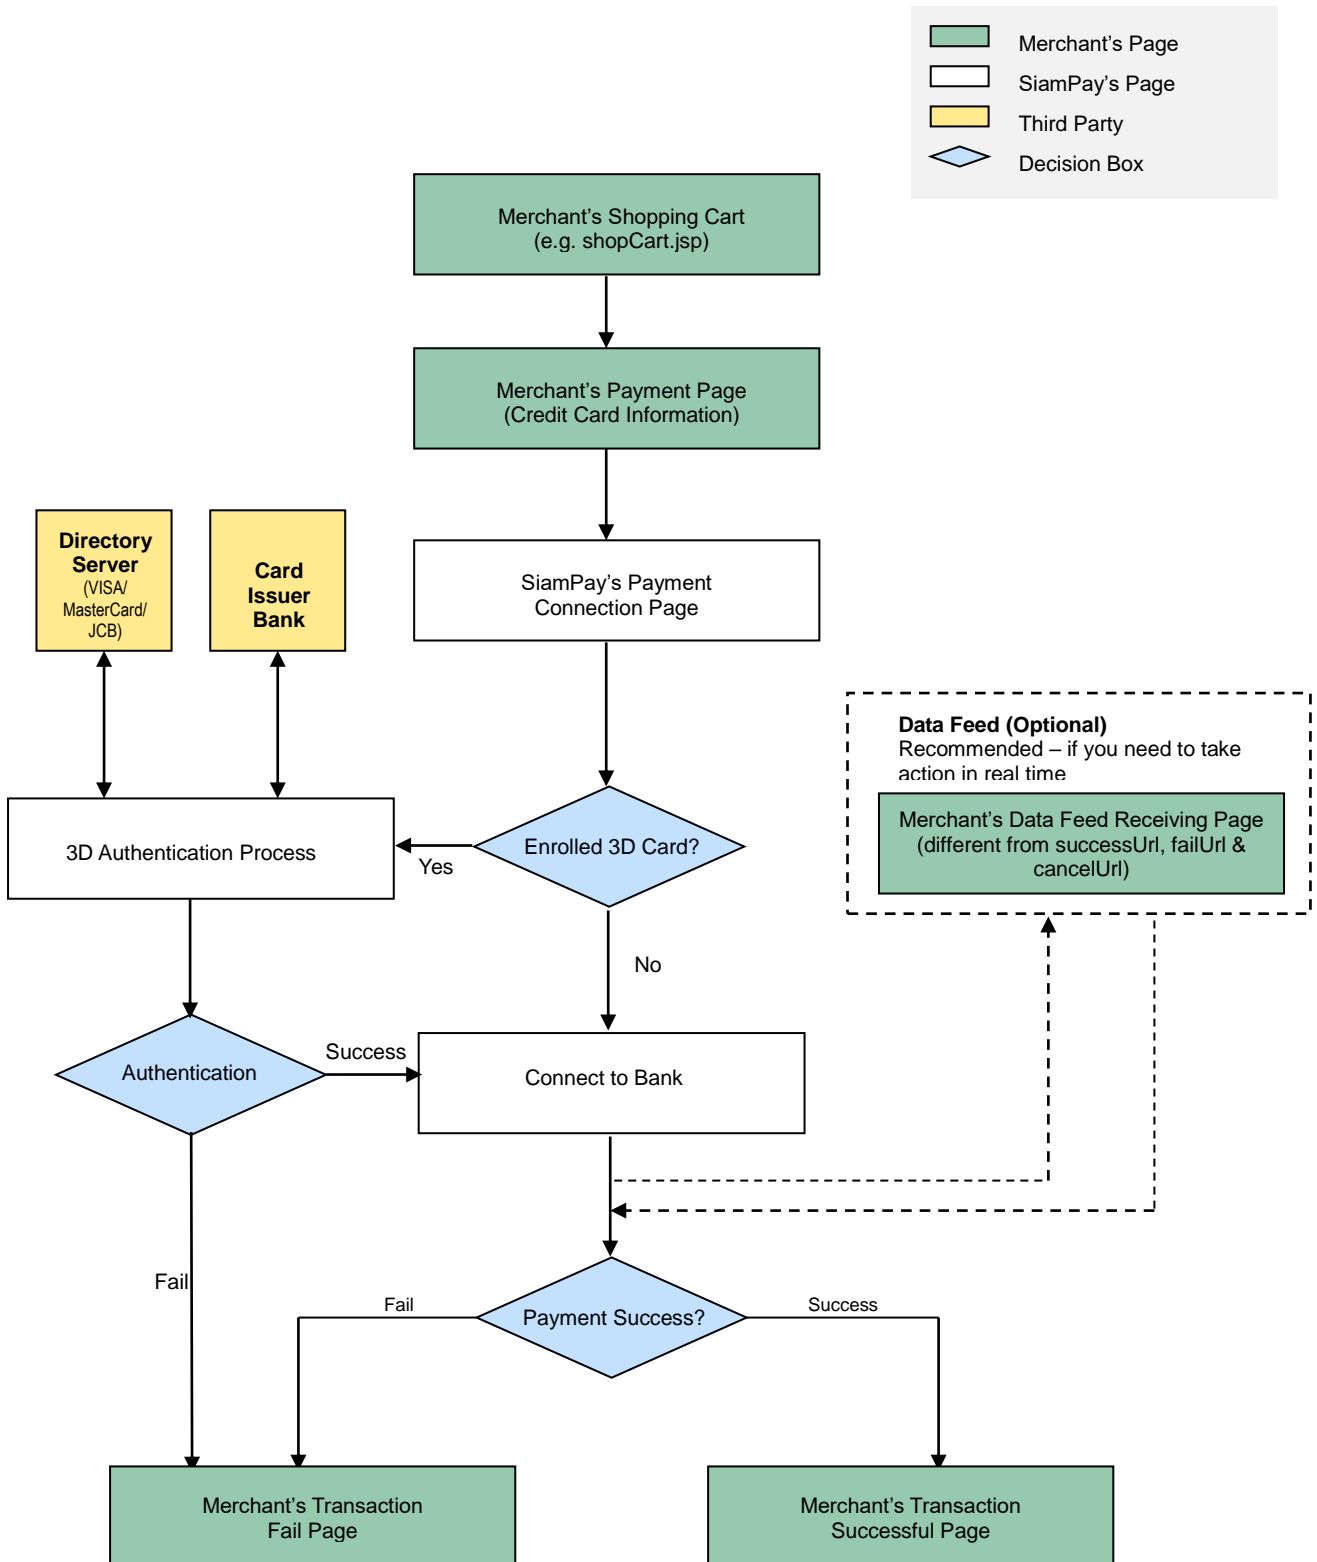 Merchant’s Page
SiamPay’s Page
Third Party
Decision Box
Merchant’s Shopping Cart
(e.g. shopCart.jsp)
Merchant’s Payment Page
(Credit Card Information)
Directory
Server
(VISA/
MasterCard/
JCB)
Card
Issuer
Bank
SiamPay’s Payment
Connection Page
Data Feed (Optional)
Recommended – if you need to take
action in real time
Merchant’s Data Feed Receiving Page
(different from successUrl, failUrl &
cancelUrl)
3D Authentication Process
Yes
Enrolled 3D Card?
No
Authentication
Success
Connect to Bank
Fail
Fail
Payment Success?
Success
Merchant’s Transaction
Fail Page
Merchant’s Transaction
Successful Page